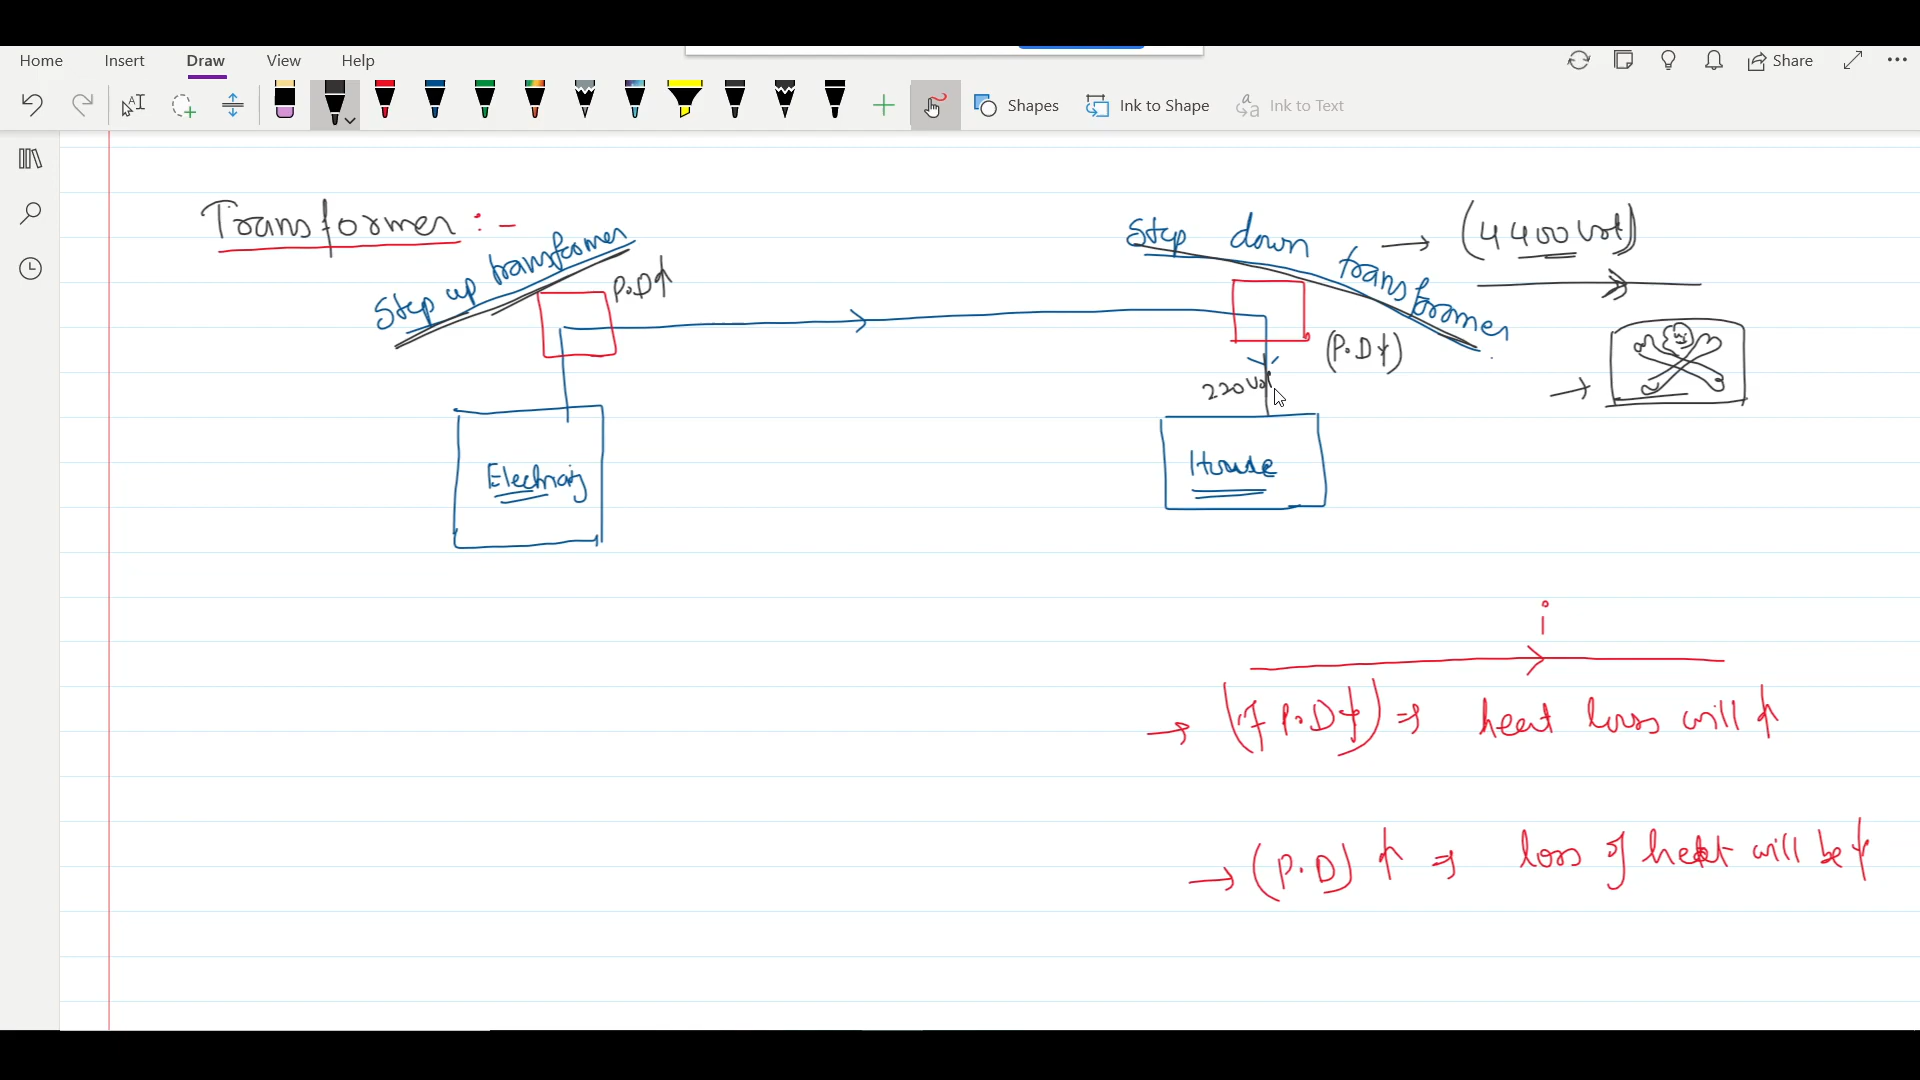 Home Insert Draw View Help
Share
Shapes Ink to Shape Ink to Text
Transformer :-
Step up transformer
P.D↑
Step down transformer
→ (4400 Volt)
(P.D↓)
220 Vol
Electricity
House
i
→ (if P.D↓) ⇒ heat loss will ↑
→ (P.D) ↑ ⇒ loss of heat will be ↓